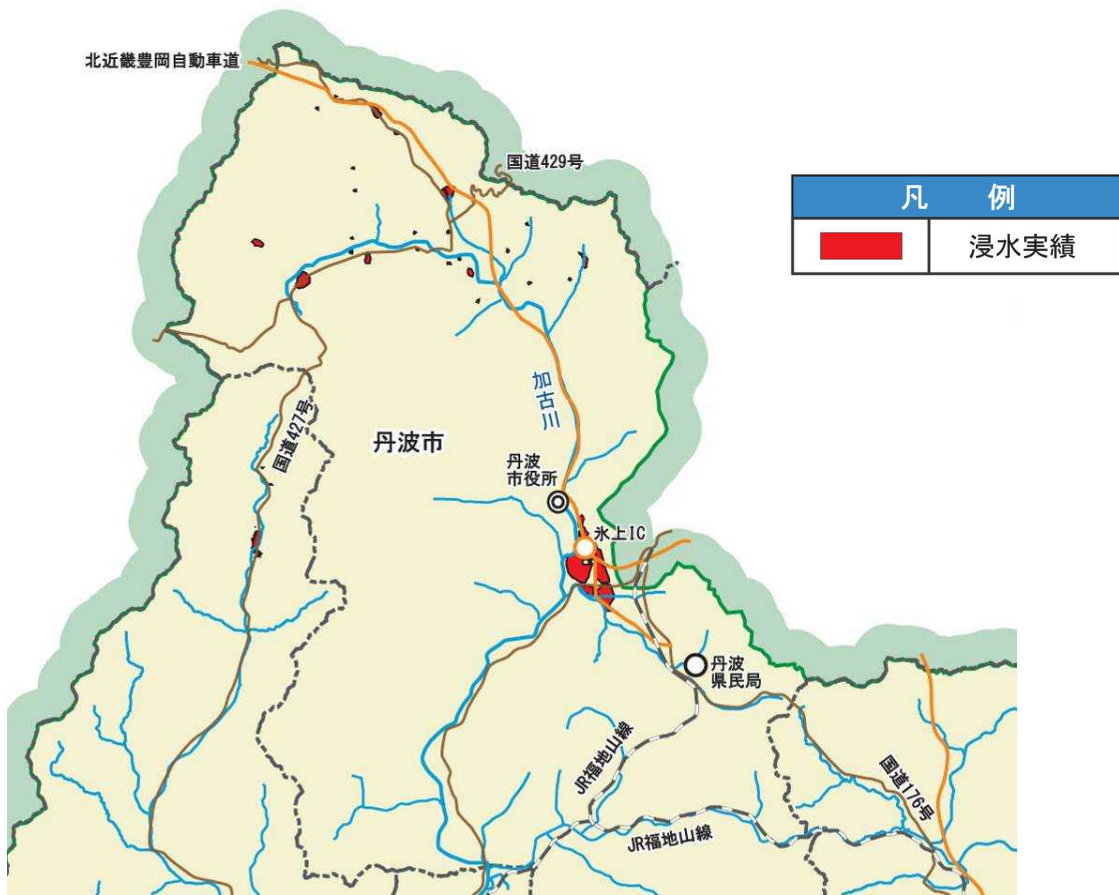 北近畿豊岡自動車道
国道429号
凡 例
浸水実績
加古川
国道427号
丹波市
丹波
市役所
氷上IC
丹波
県民局
JR福地山線
国道176号
JR福地山線